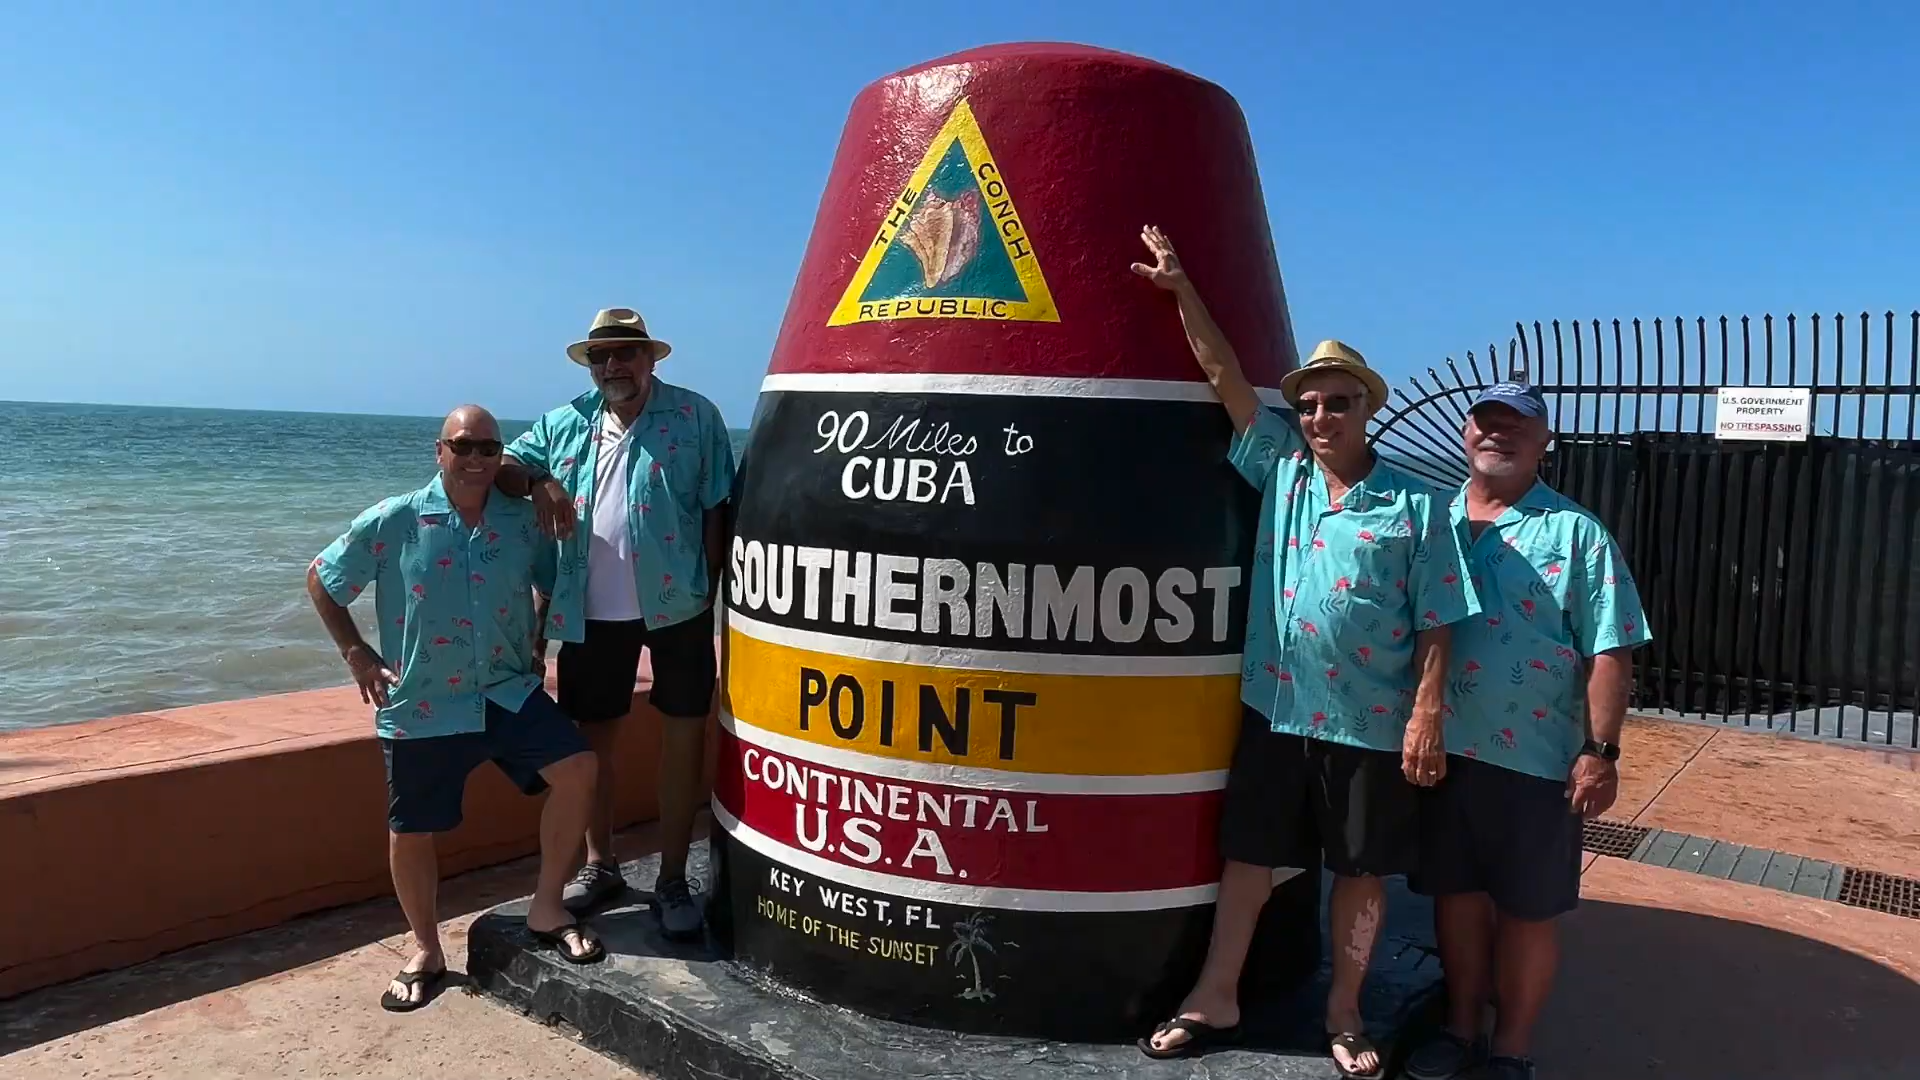 THE CONCH
REPUBLIC
90 Miles to
CUBA
SOUTHERNMOST
POINT
CONTINENTAL
U.S.A.
KEY WEST, FL
HOME OF THE SUNSET
U.S. GOVERNMENT
PROPERTY
NO TRESPASSING